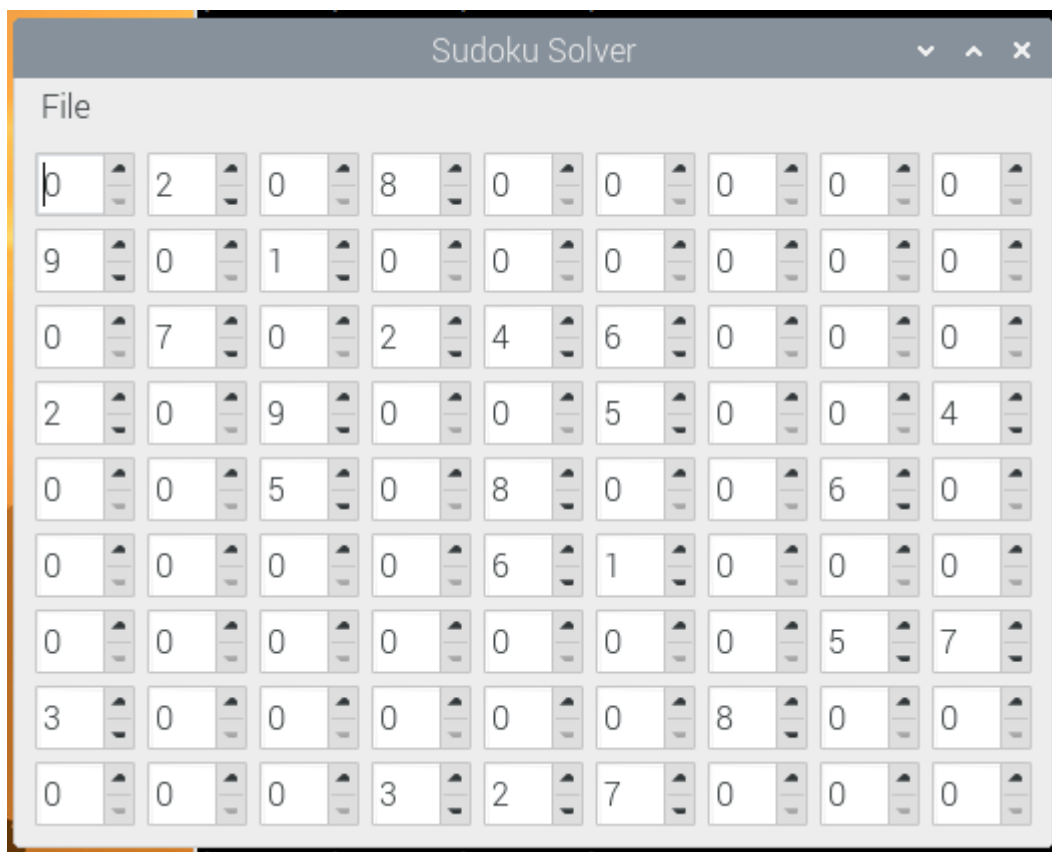 Sudoku Solver
File
0 2 0 8 0 0 0 0 0
9 0 1 0 0 0 0 0 0
0 7 0 2 4 6 0 0 0
2 0 9 0 0 5 0 0 4
0 0 5 0 8 0 0 6 0
0 0 0 0 6 1 0 0 0
0 0 0 0 0 0 0 5 7
3 0 0 0 0 0 8 0 0
0 0 0 3 2 7 0 0 0